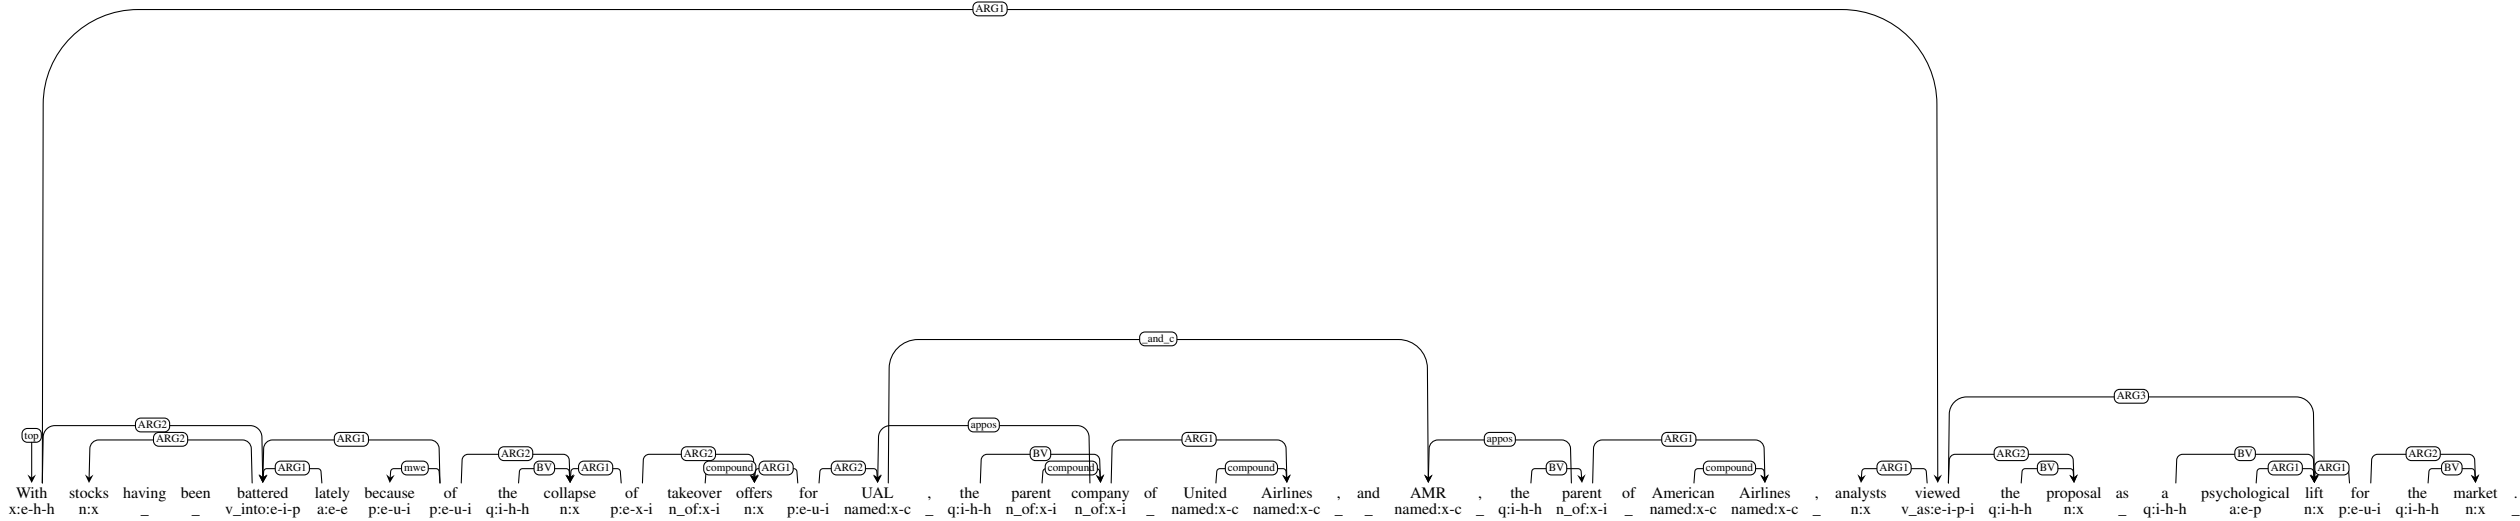 ARG1
_and_c
ARG3
top ARG2 appos
ARG2 ARG1 ARG1 appos ARG1
ARG2 ARG2 BV ARG2 BV ARG2
ARG1 mwe BV ARG1 compound ARG1 ARG2 compound compound BV compound ARG1 BV ARG1 ARG1 BV
With stocks having been battered lately because of the collapse of takeover offers for UAL , the parent company of United Airlines , and AMR , the parent of American Airlines , analysts viewed the proposal as a psychological lift for the market .
x:e-h-h n:x _ _ v_into:e-i-p a:e-e p:e-u-i p:e-u-i q:i-h-h n:x p:e-x-i n_of:x-i n:x p:e-u-i named:x-c _ q:i-h-h n_of:x-i n_of:x-i _ named:x-c named:x-c _ _ named:x-c _ q:i-h-h n_of:x-i _ named:x-c named:x-c _ n:x v_as:e-i-p-i q:i-h-h n:x _ q:i-h-h a:e-p n:x p:e-u-i q:i-h-h n:x _